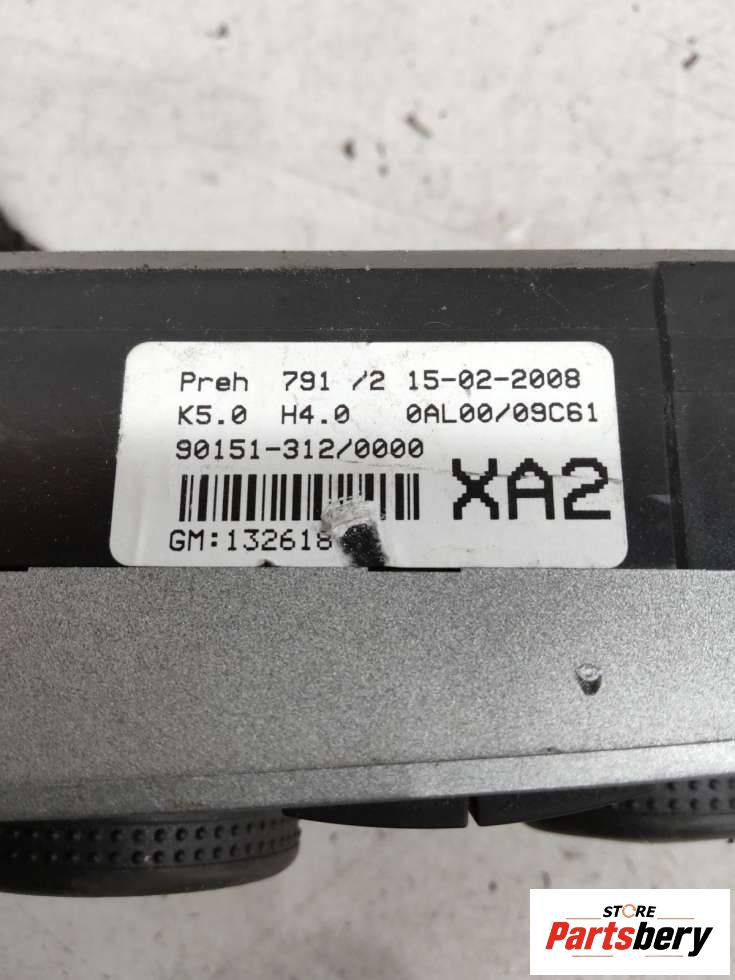 Preh 791 /2 15-02-2008
K5.0 H4.0 0AL00/09C61
90151-312/0000
XA2
GM:132618
STORE
Partsbery